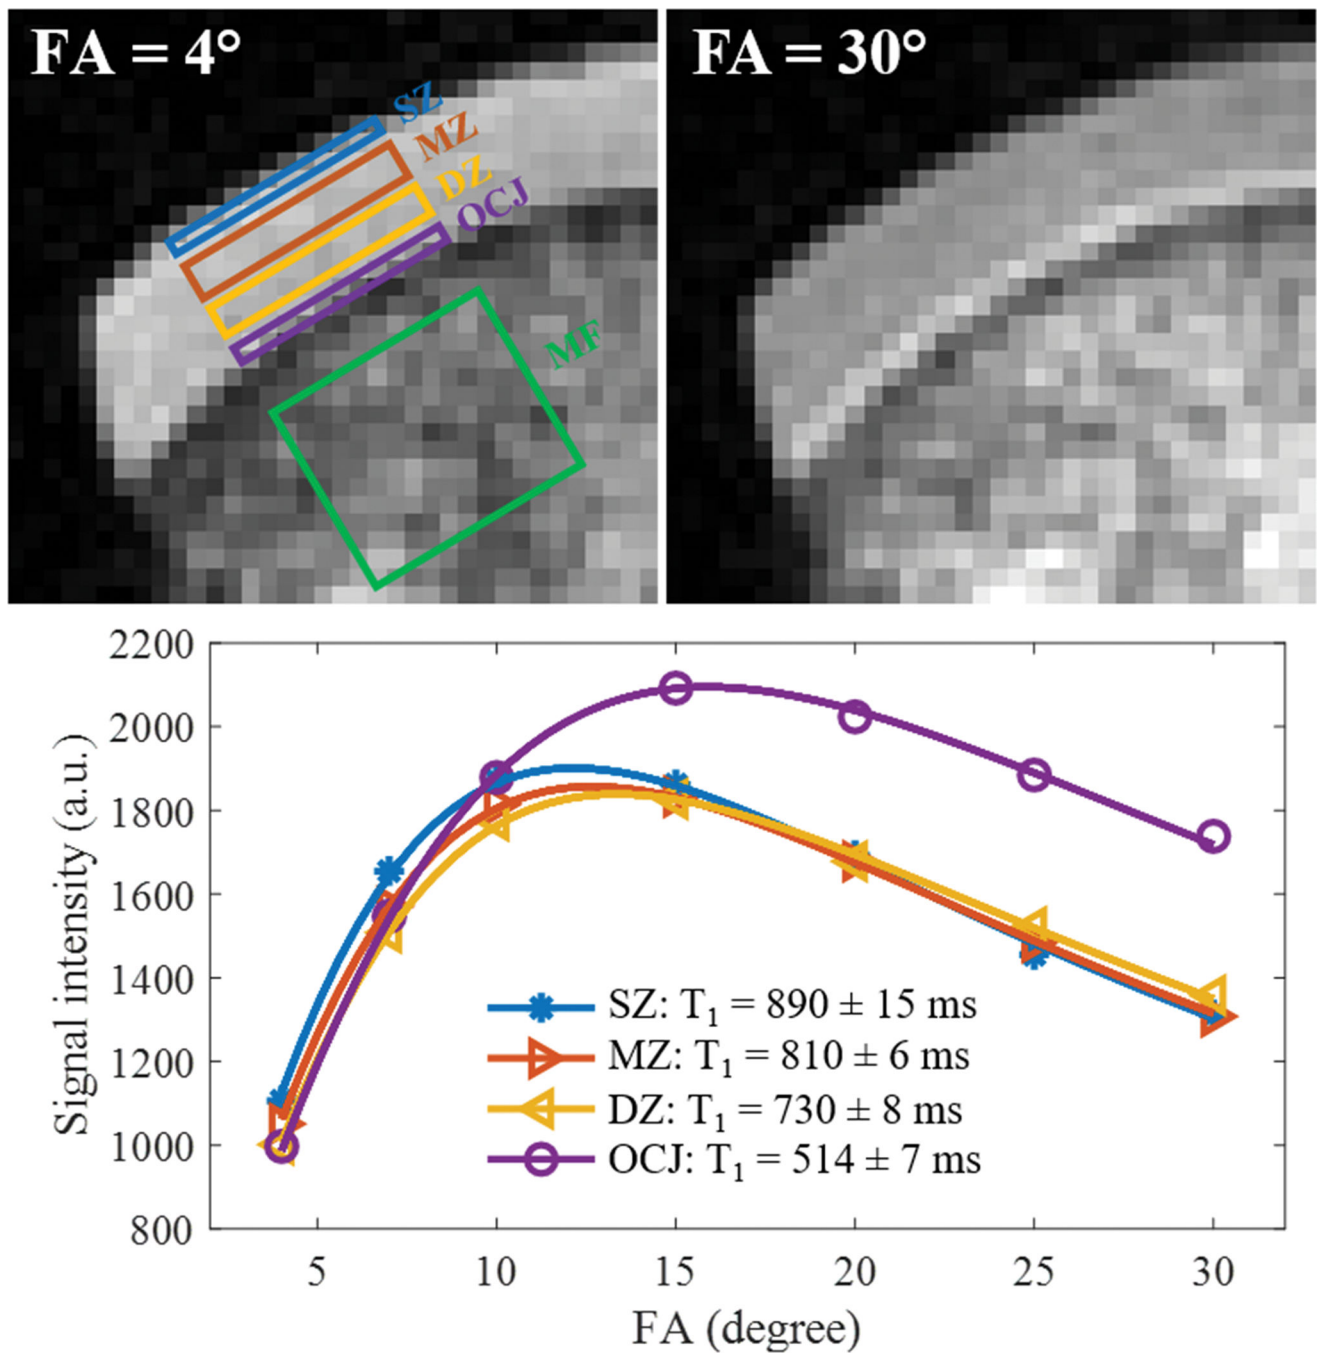 FA = 4°
FA = 30°
SZ
MZ
DZ
OCJ
MF
2200
2000
1800
1600
1400
1200
1000
800
Signal intensity (a.u.)
SZ: T₁ = 890 ± 15 ms
MZ: T₁ = 810 ± 6 ms
DZ: T₁ = 730 ± 8 ms
OCJ: T₁ = 514 ± 7 ms
5 10 15 20 25 30
FA (degree)